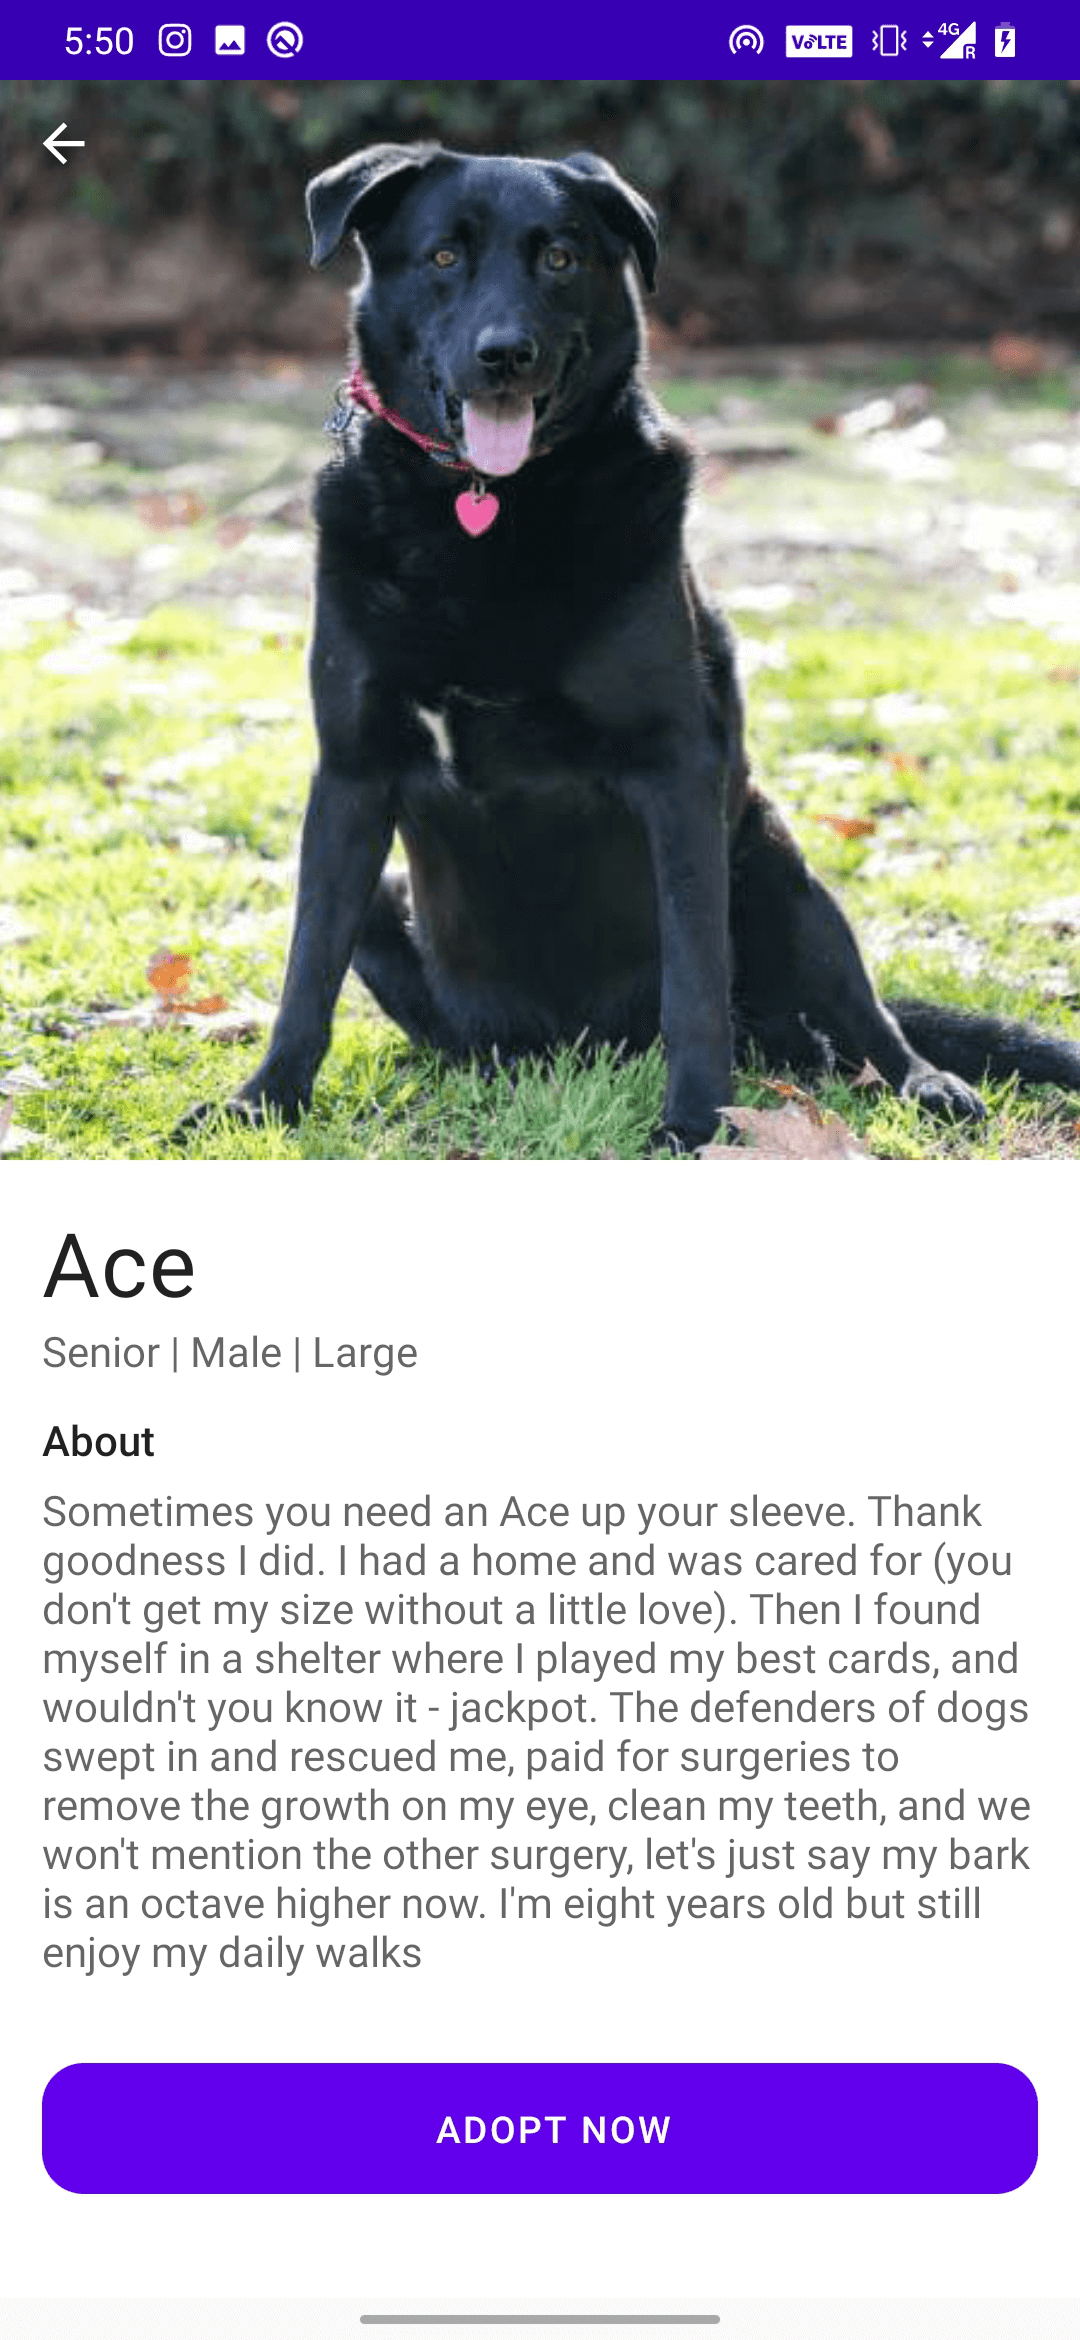 5:50
VoLTE
4G
R
Ace
Senior | Male | Large
About
Sometimes you need an Ace up your sleeve. Thank
goodness I did. I had a home and was cared for (you
don't get my size without a little love). Then I found
myself in a shelter where I played my best cards, and
wouldn't you know it - jackpot. The defenders of dogs
swept in and rescued me, paid for surgeries to
remove the growth on my eye, clean my teeth, and we
won't mention the other surgery, let's just say my bark
is an octave higher now. I'm eight years old but still
enjoy my daily walks
ADOPT NOW